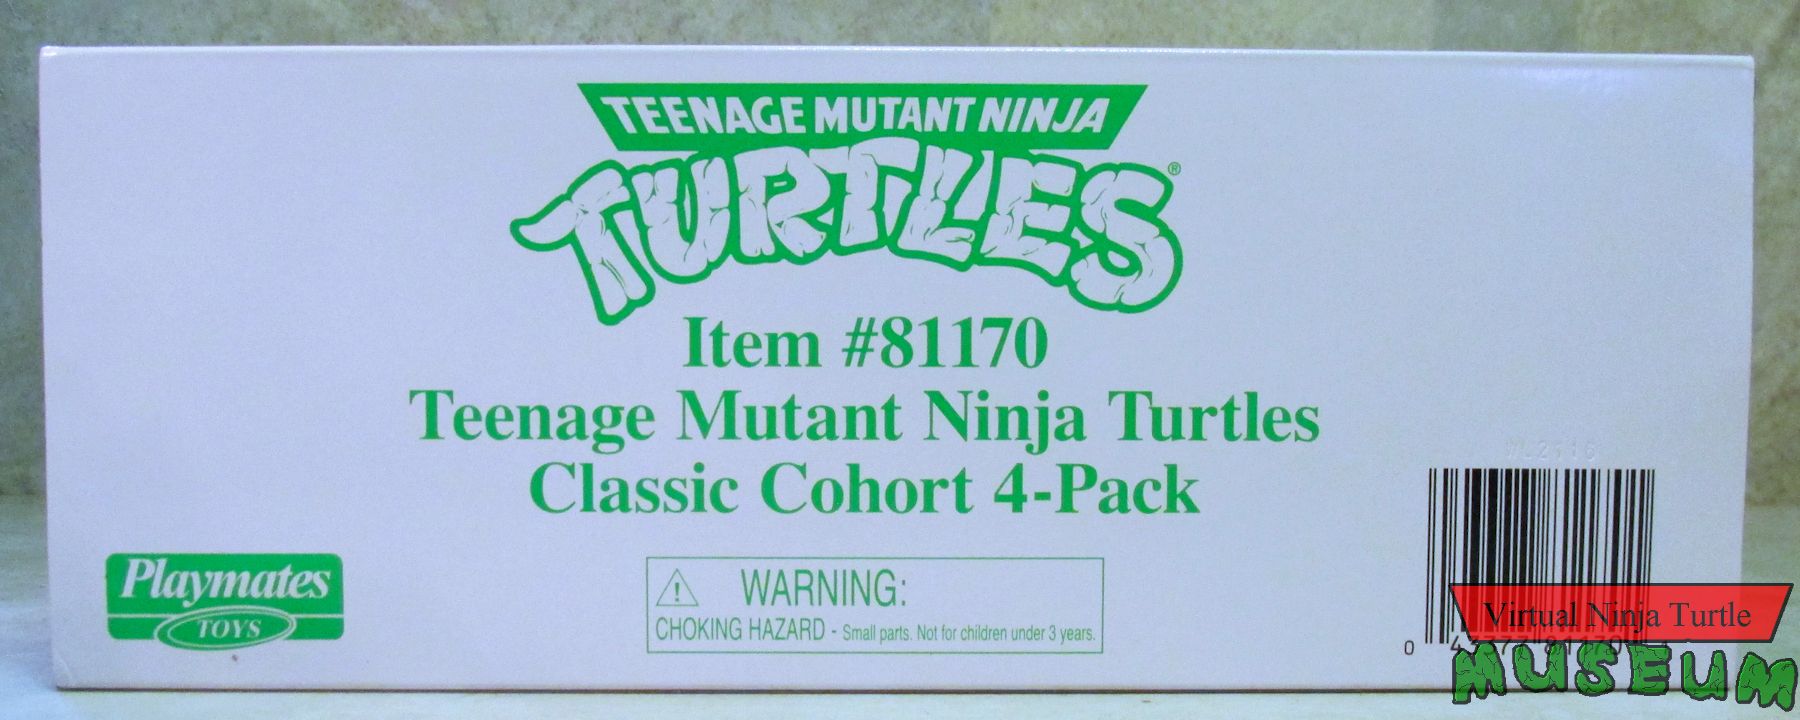 TEENAGE MUTANT NINJA
TURTLES®
Item #81170
Teenage Mutant Ninja Turtles
Classic Cohort 4-Pack
Playmates
TOYS
WARNING:
CHOKING HAZARD - Small parts. Not for children under 3 years.
Virtual Ninja Turtle
MUSEUM